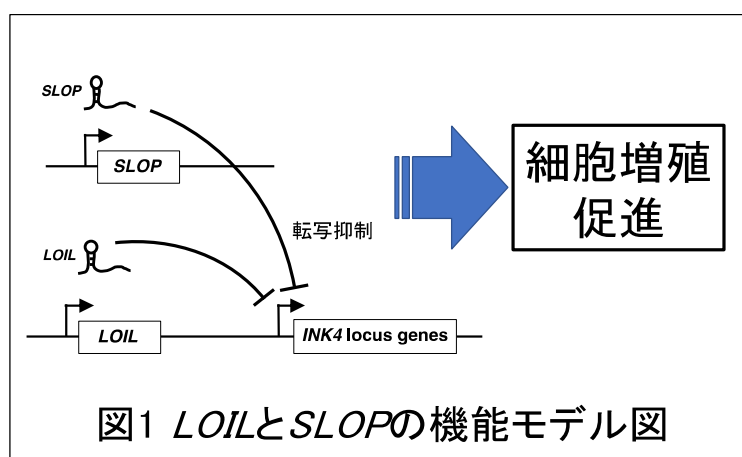 SLOP
SLOP
転写抑制
LOIL
LOIL
INK4 locus genes
細胞増殖
促進
図1 LOILとSLOPの機能モデル図